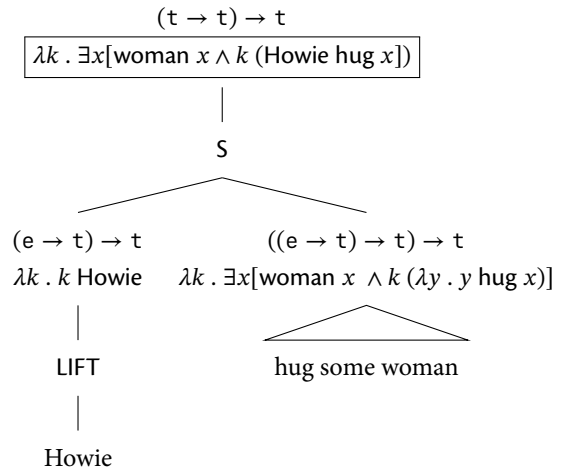 (t → t) → t
λk . ∃x[woman x ∧ k (Howie hug x])
S
(e → t) → t ((e → t) → t) → t
λk . k Howie λk . ∃x[woman x ∧ k (λy . y hug x)]
LIFT hug some woman
Howie